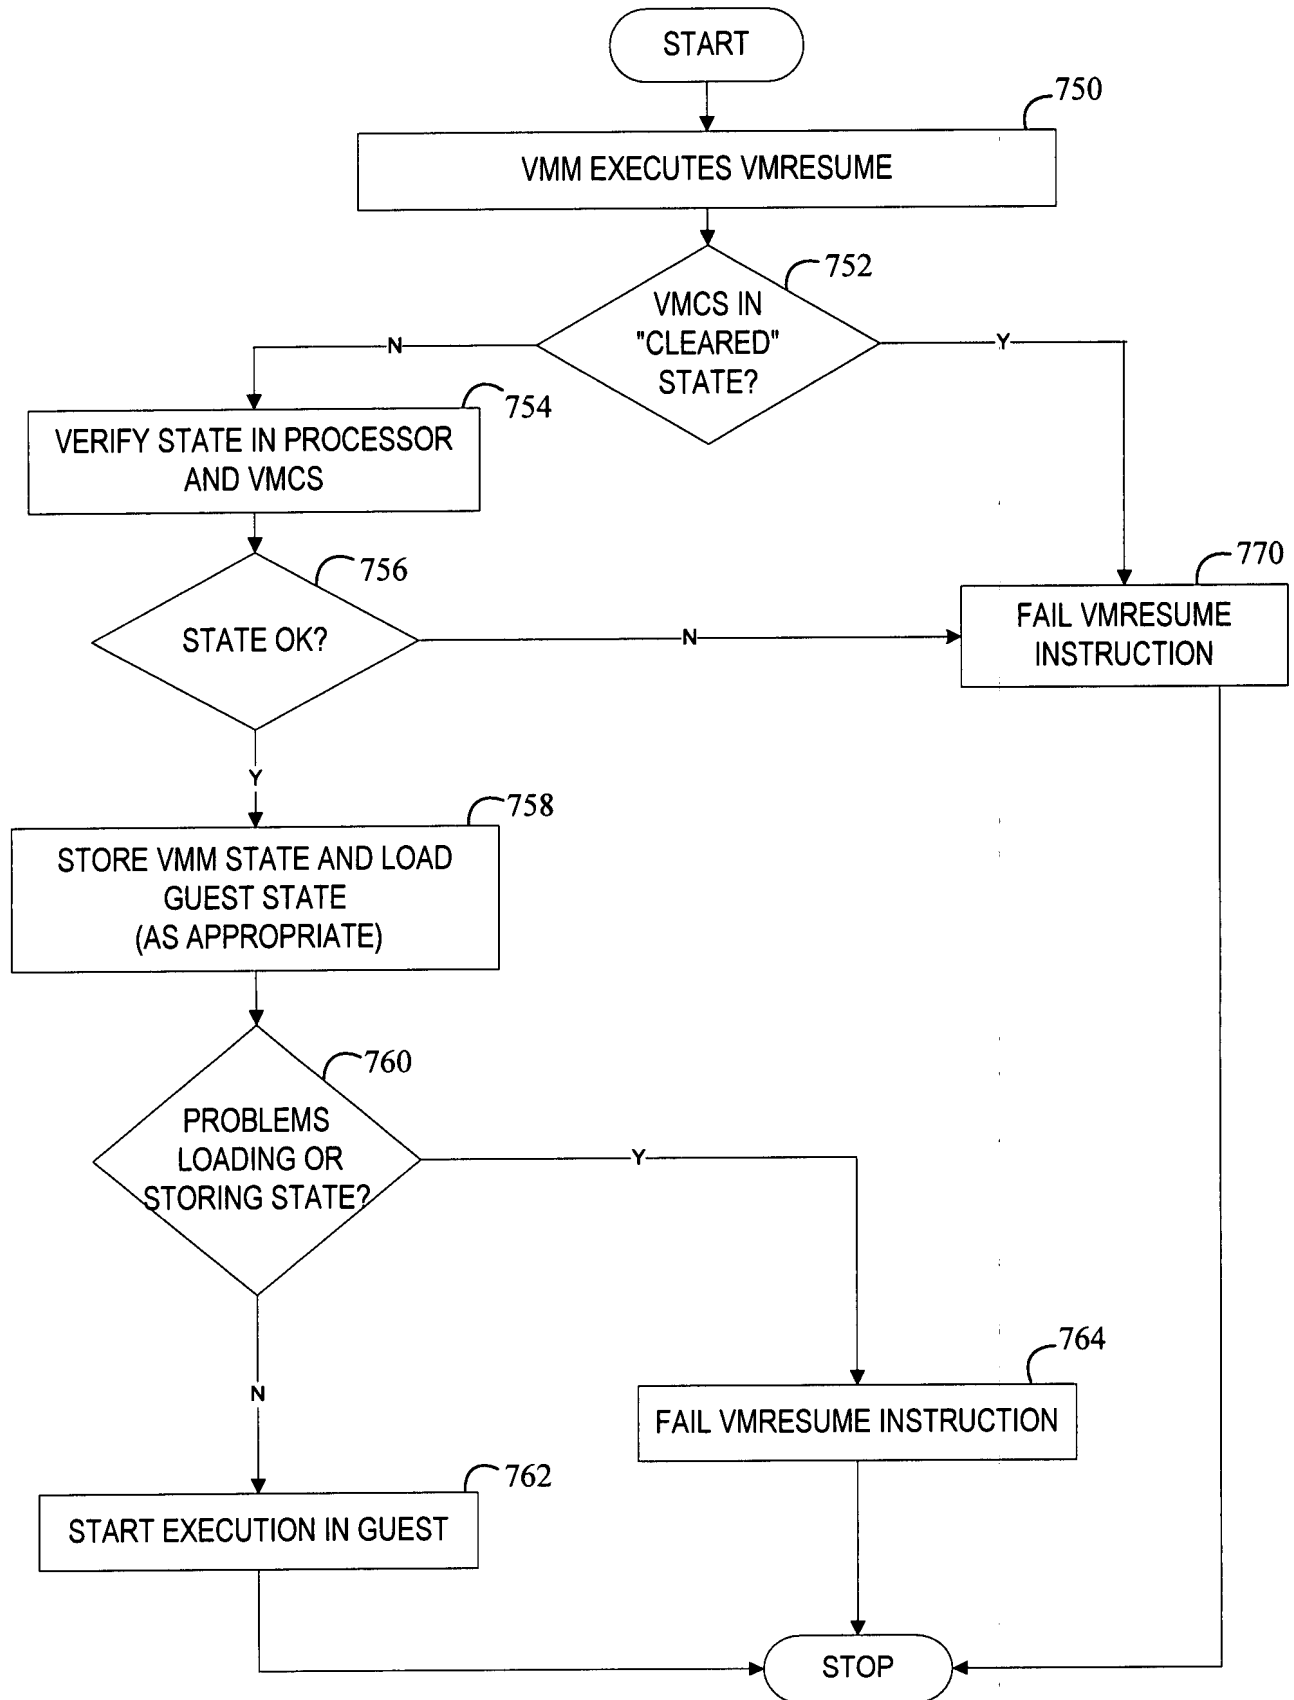 START
750
VMM EXECUTES VMRESUME
752
VMCS IN
"CLEARED"
STATE?
N
Y
754
VERIFY STATE IN PROCESSOR
AND VMCS
756
STATE OK?
N
770
FAIL VMRESUME
INSTRUCTION
Y
758
STORE VMM STATE AND LOAD
GUEST STATE
(AS APPROPRIATE)
760
PROBLEMS
LOADING OR
STORING STATE?
Y
N
764
FAIL VMRESUME INSTRUCTION
762
START EXECUTION IN GUEST
STOP